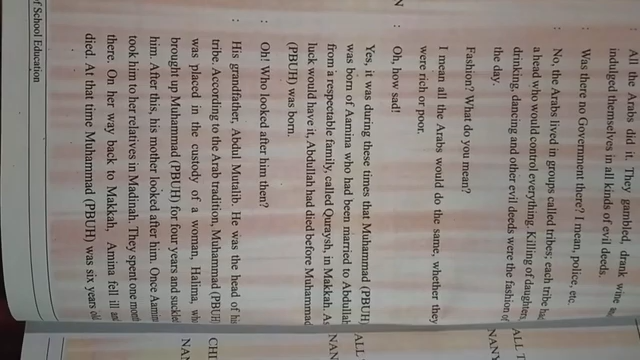 : All the Arabs did it. They gambled, drank wine
indulged themselves in all kinds of evil deeds.
: Was there no Government there? I mean, police, etc.
: No, the Arabs lived in groups called tribes; each tribe had
a head who would control everything. Killing of daughters,
drinking, dancing and other evil deeds were the fashion of
the day.
Fashion? What do you mean?
I mean all the Arabs would do the same, whether they
were rich or poor.
N : Oh, how sad!
Yes, it was during these times that Muhammad (PBUH)
was born of Aamina who had been married to Abdullah
from a respectable family, called Quraysh, in Makkah. As
luck would have it, Abdullah had died before Muhammad
(PBUH) was born.
: Oh! Who looked after him then?
: His grandfather, Abdul Mutalib. He was the head of his
tribe. According to the Arab tradition, Muhammad (PBUH)
was placed in the custody of a woman, Halima, who
brought up Muhammad (PBUH) for four years and suckled
him. After this, his mother looked after him. Once Aamina
took him to her relatives in Madinah. They spent one month
there. On her way back to Makkah, Amina fell ill and
died. At that time Muhammad (PBUH) was six years old
of School Education
ALL T
NANY
ALL
NAN
CHI
NA